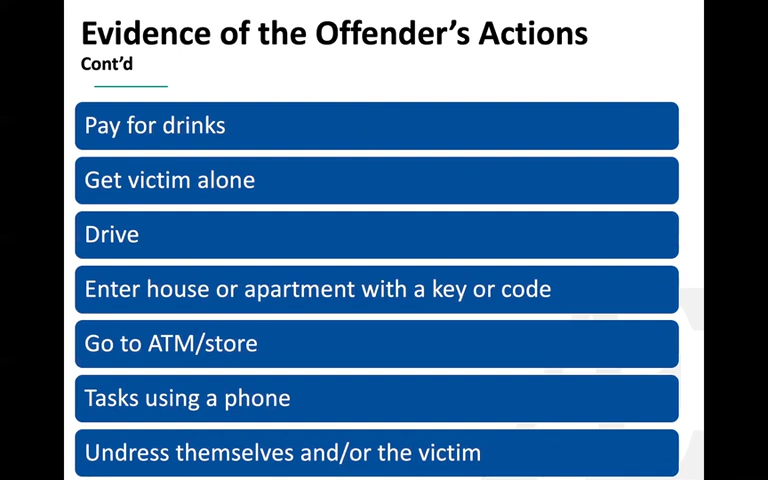 Evidence of the Offender's Actions
Cont'd
Pay for drinks
Get victim alone
Drive
Enter house or apartment with a key or code
Go to ATM/store
Tasks using a phone
Undress themselves and/or the victim